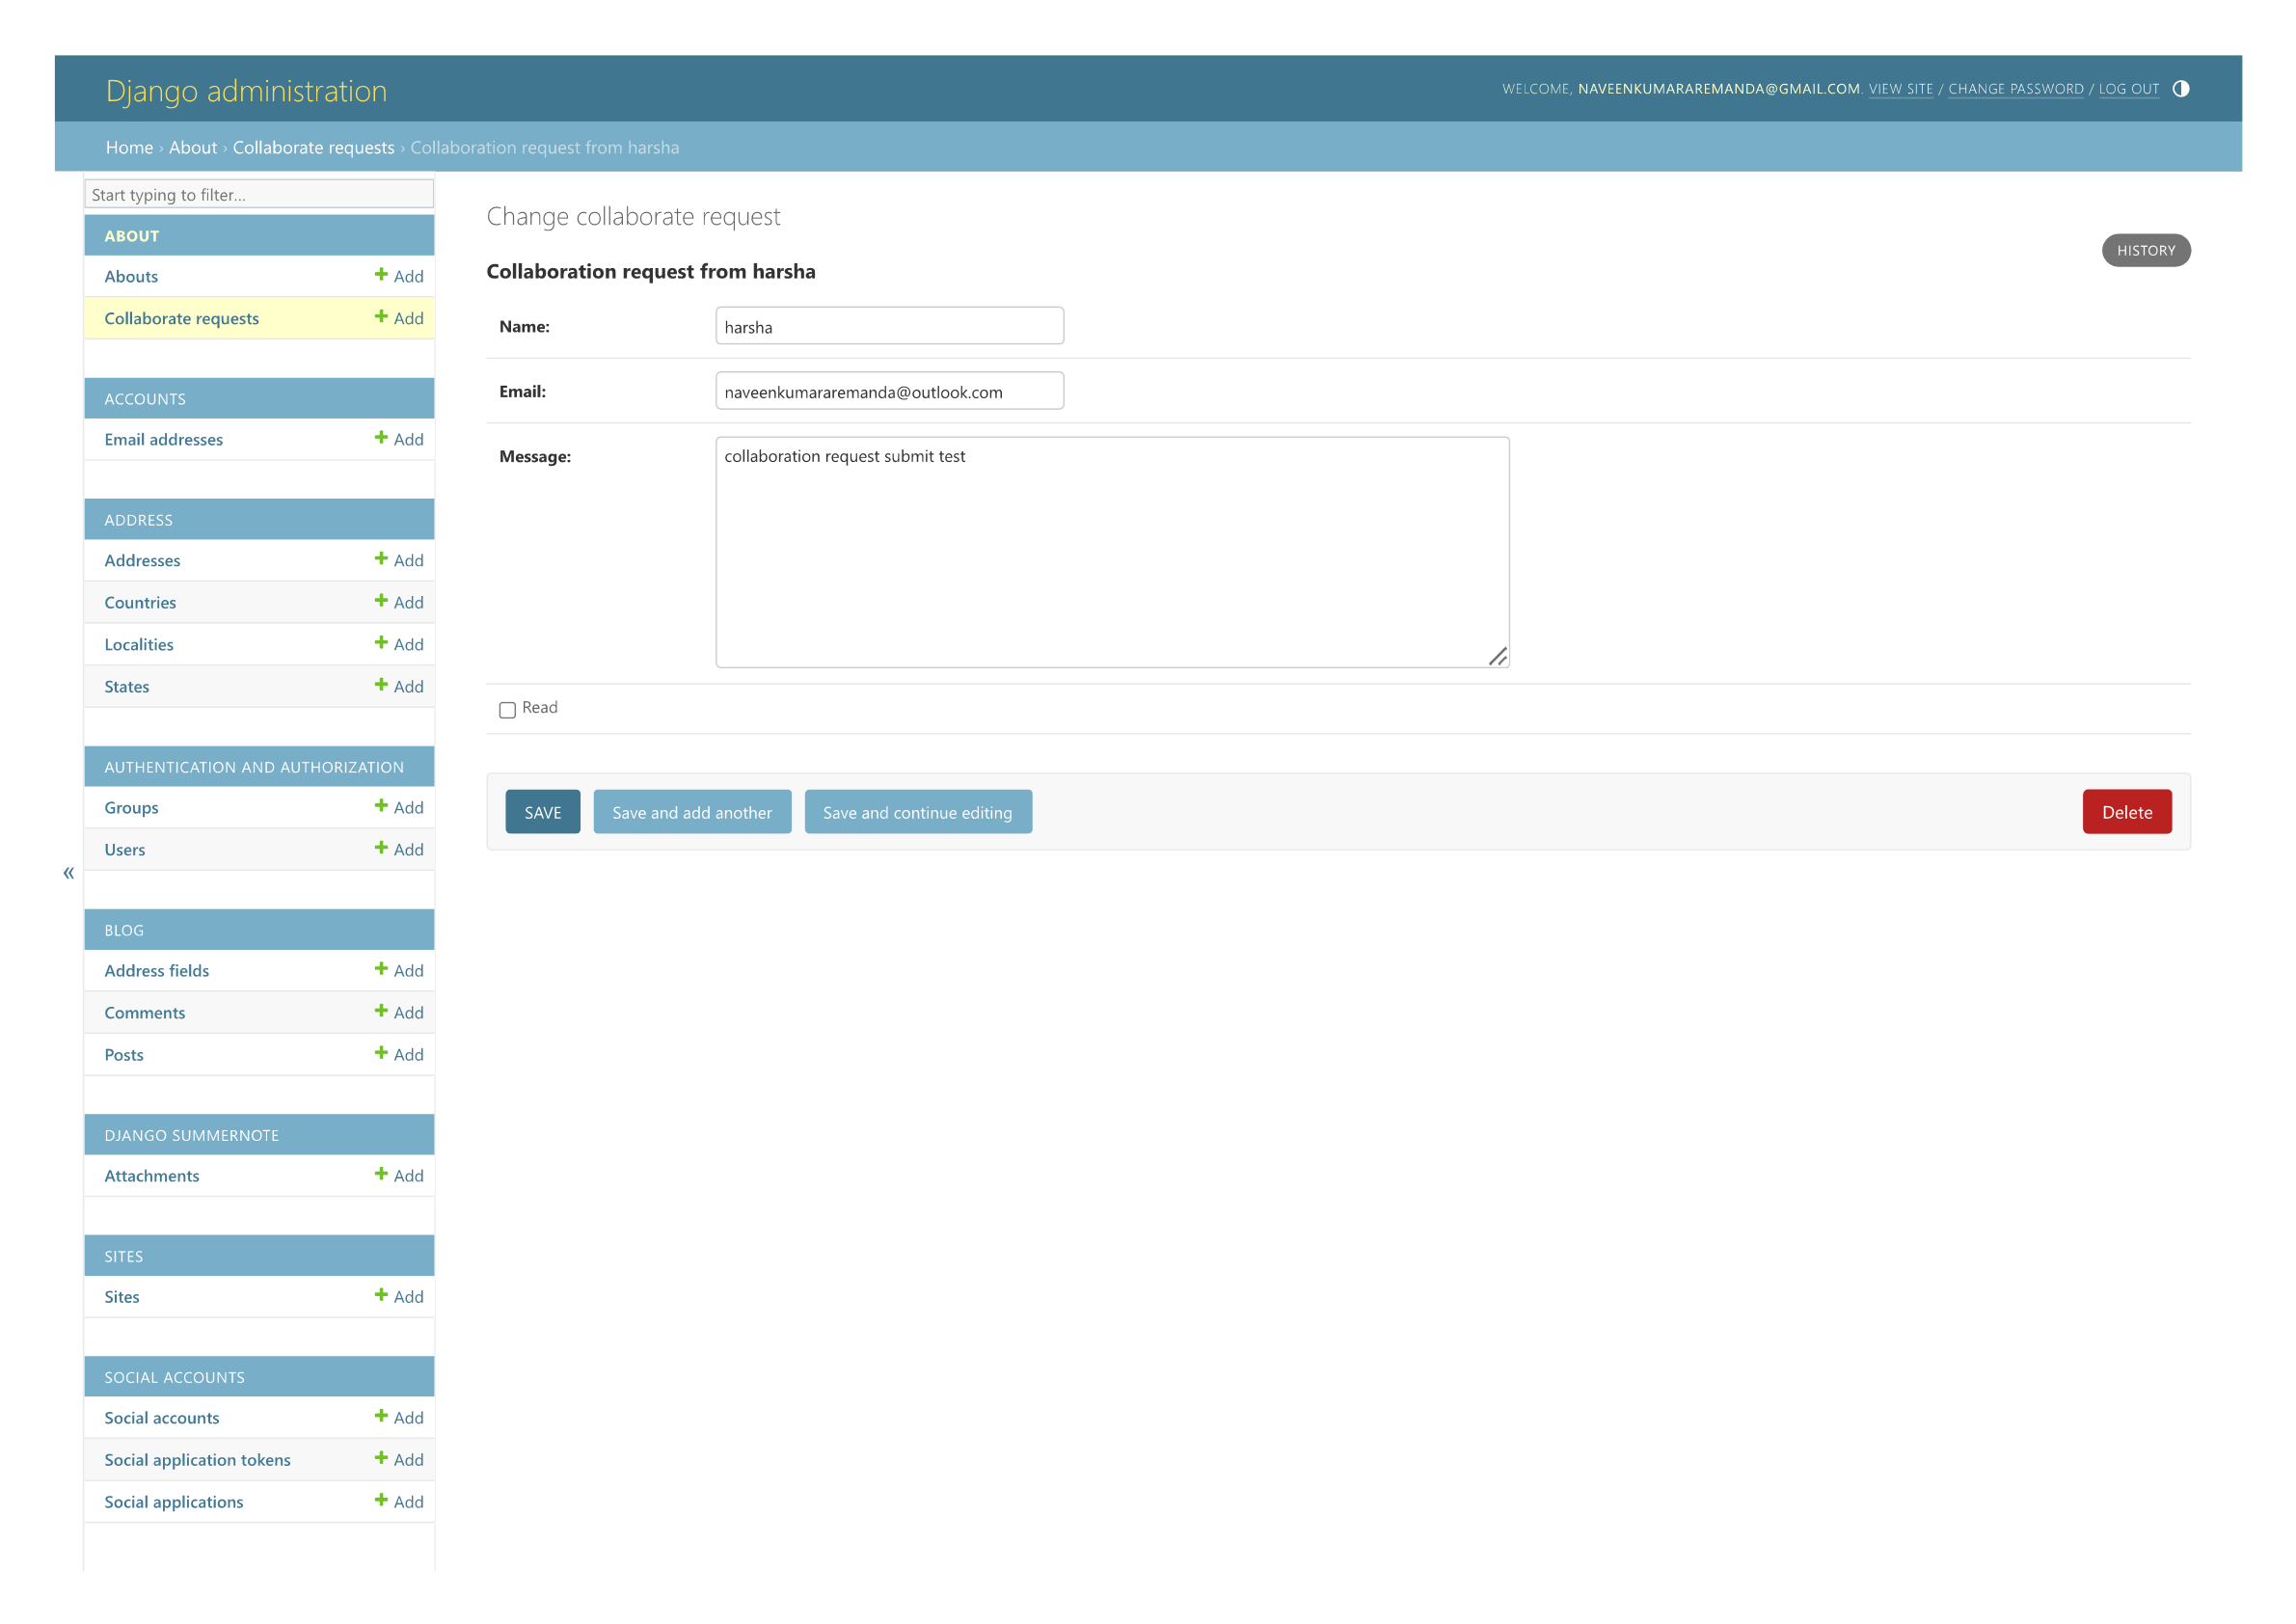 Django administration
WELCOME, NAVEENKUMARAREMANDA@GMAIL.COM. VIEW SITE / CHANGE PASSWORD / LOG OUT
Home › About › Collaborate requests › Collaboration request from harsha
Start typing to filter...
ABOUT
Abouts Add
Collaborate requests Add
ACCOUNTS
Email addresses Add
ADDRESS
Addresses Add
Countries Add
Localities Add
States Add
AUTHENTICATION AND AUTHORIZATION
Groups Add
Users Add
«
BLOG
Address fields Add
Comments Add
Posts Add
DJANGO SUMMERNOTE
Attachments Add
SITES
Sites Add
SOCIAL ACCOUNTS
Social accounts Add
Social application tokens Add
Social applications Add
Change collaborate request
HISTORY
Collaboration request from harsha
Name: harsha
Email: naveenkumararemanda@outlook.com
Message: collaboration request submit test
Read
SAVE Save and add another Save and continue editing Delete